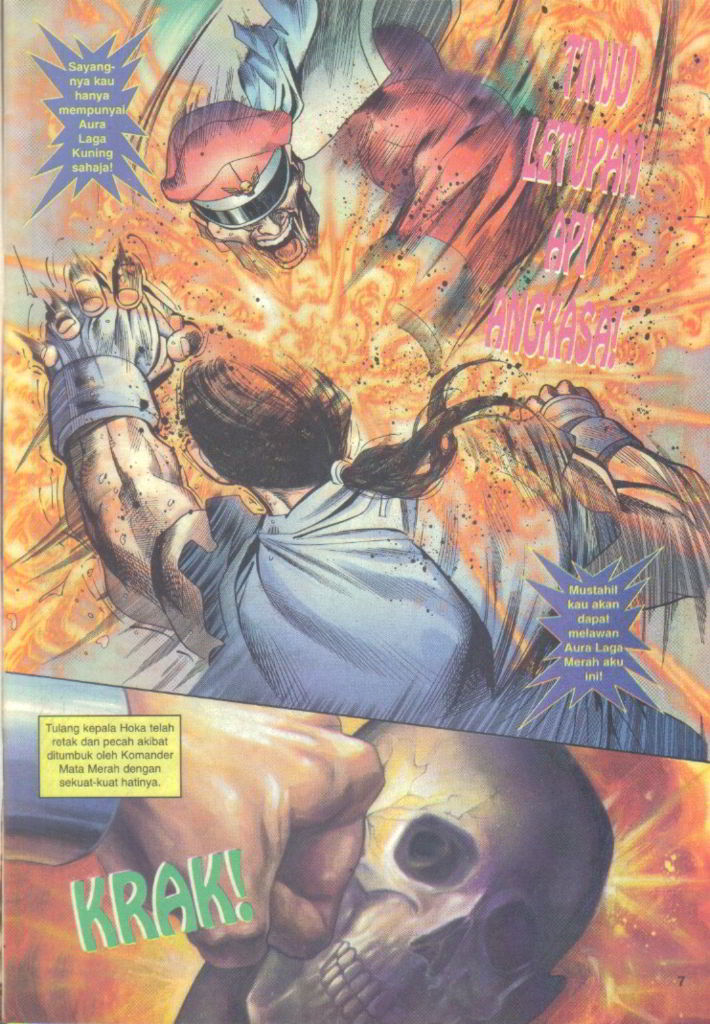 Sayang-
nya kau
hanya
mempunyai
Aura
Laga
Kuning
sahaja!
TINJU
LETUPAN
API
ANGKASA!
Mustahil
kau akan
dapat
melawan
Aura Laga
Merah aku
ini!
Tulang kepala Hoka telah
retak dan pecah akibat
ditumbuk oleh Komander
Mata Merah dengan
sekuat-kuat hatinya.
KRAK!
7